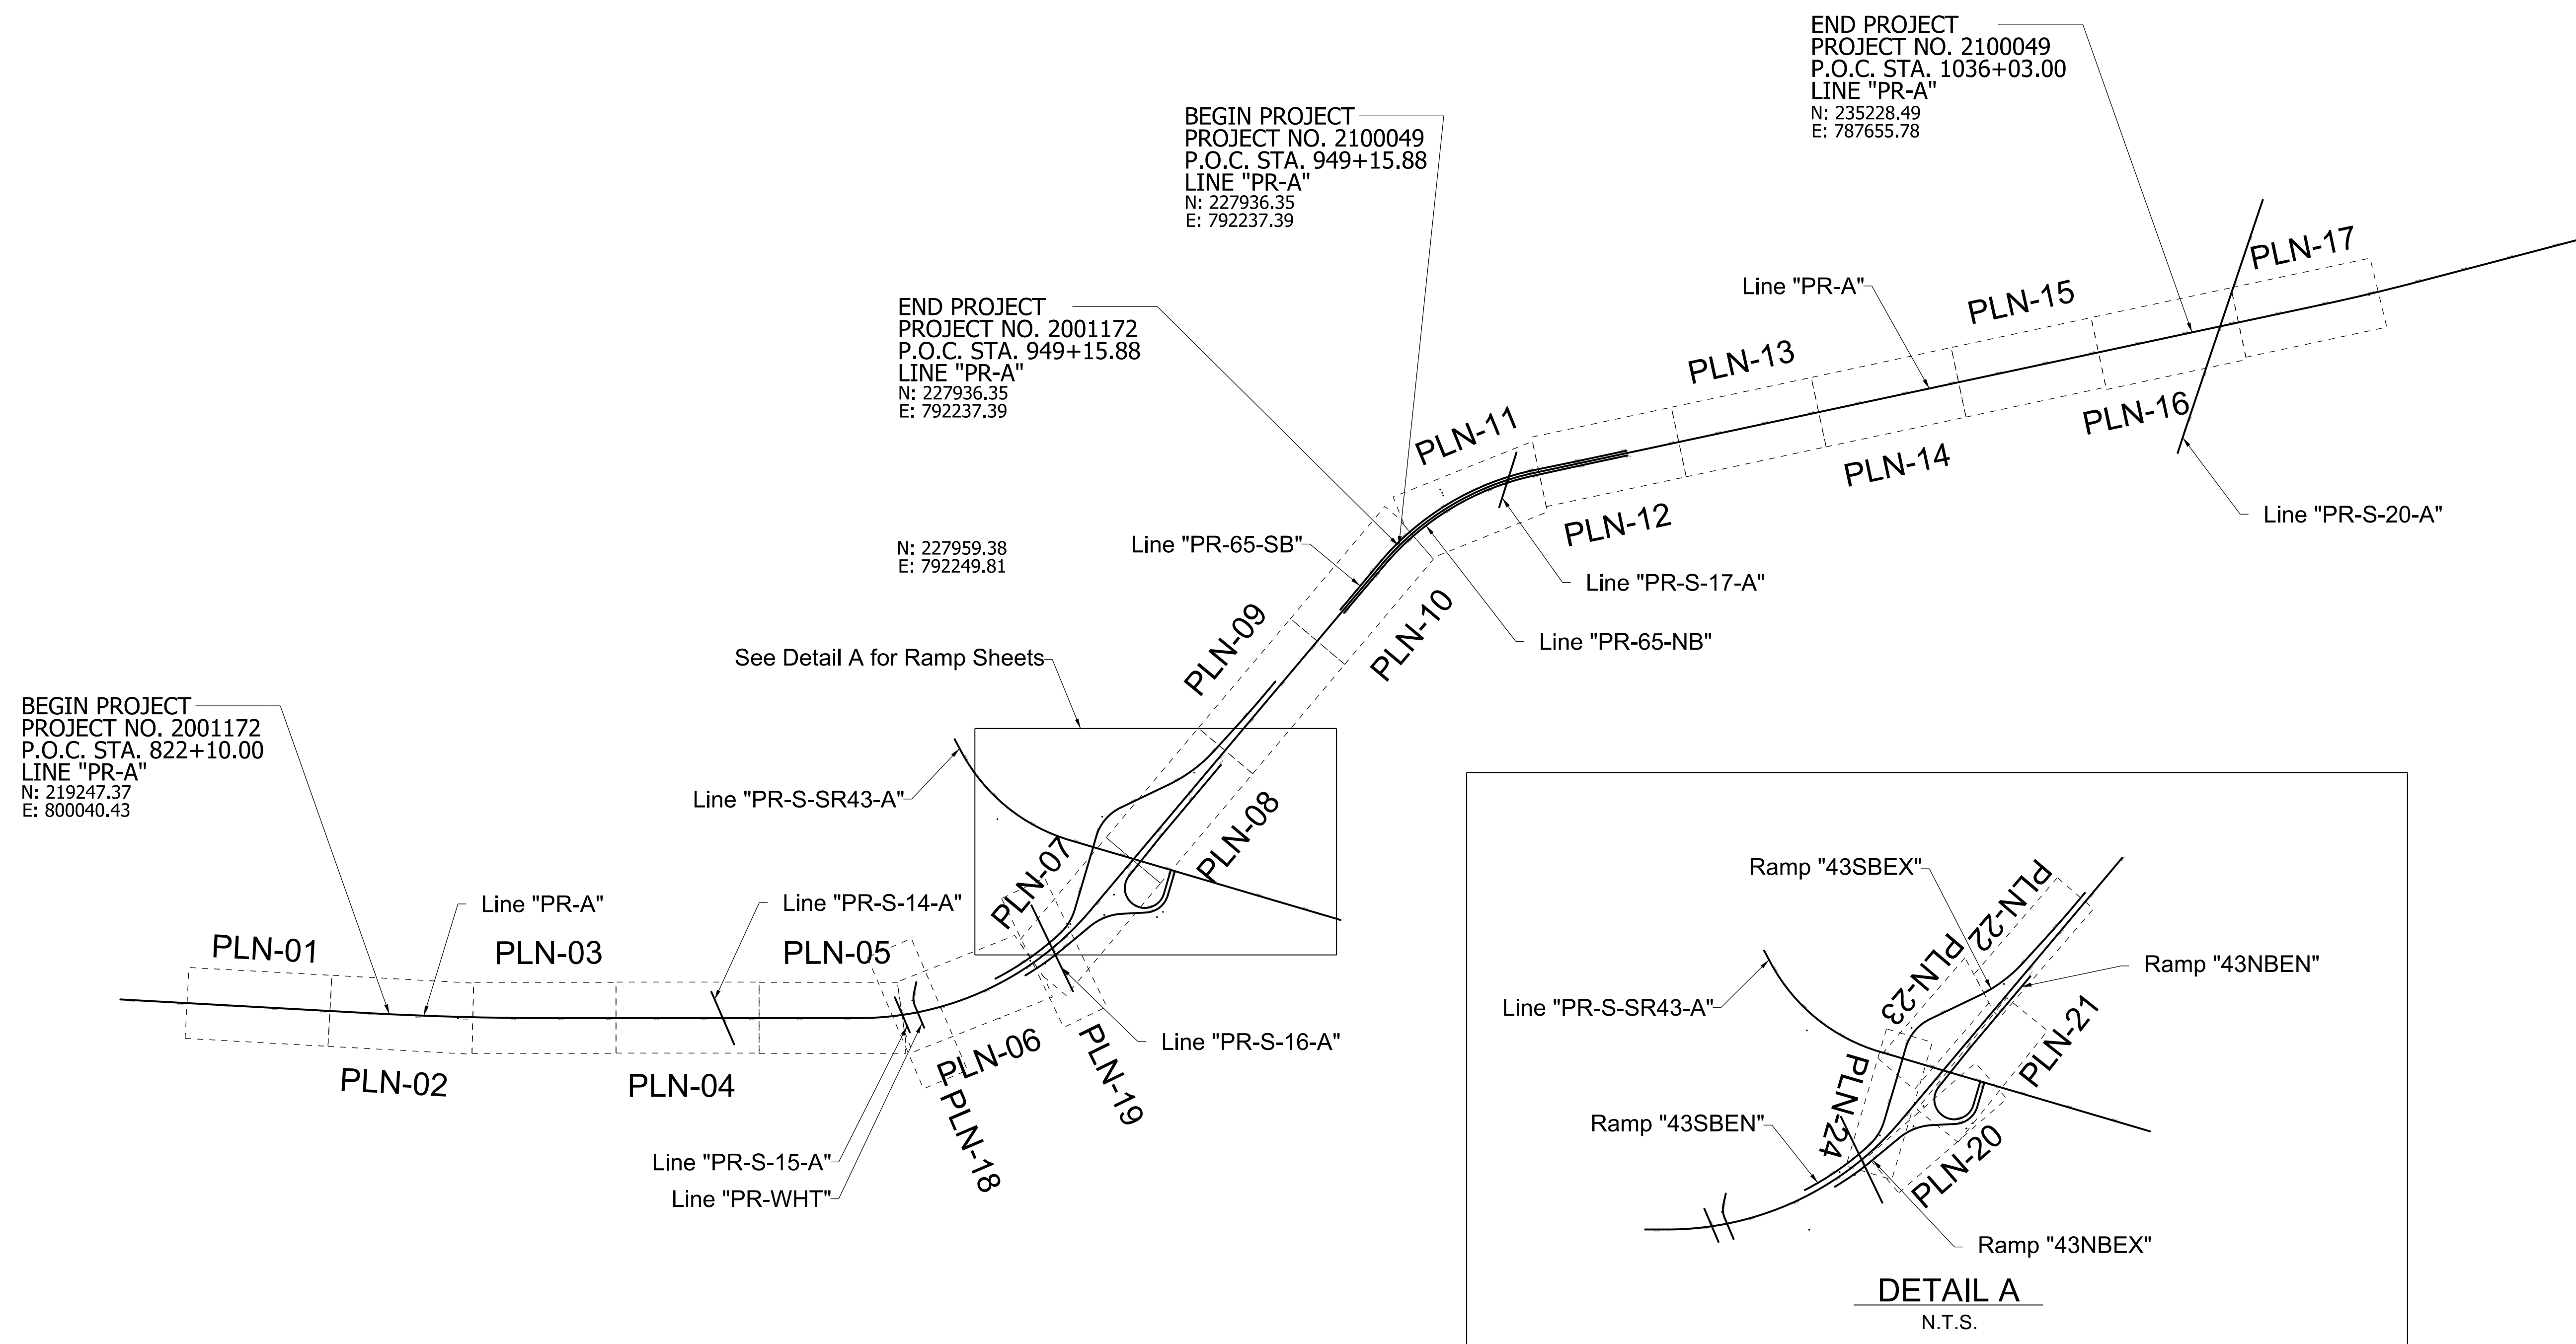 END PROJECT
PROJECT NO. 2100049
P.O.C. STA. 1036+03.00
LINE "PR-A"
N: 235228.49
E: 787655.78
BEGIN PROJECT
PROJECT NO. 2100049
P.O.C. STA. 949+15.88
LINE "PR-A"
N: 227936.35
E: 792237.39
END PROJECT
PROJECT NO. 2001172
P.O.C. STA. 949+15.88
LINE "PR-A"
N: 227936.35
E: 792237.39
N: 227959.38
E: 792249.81
BEGIN PROJECT
PROJECT NO. 2001172
P.O.C. STA. 822+10.00
LINE "PR-A"
N: 219247.37
E: 800040.43
PLN-17
Line "PR-A"
PLN-15
PLN-13
PLN-16
PLN-11
PLN-14
PLN-12
Line "PR-S-20-A"
Line "PR-65-SB"
Line "PR-S-17-A"
Line "PR-65-NB"
PLN-09
PLN-10
See Detail A for Ramp Sheets
Line "PR-S-SR43-A"
PLN-08
PLN-07
Line "PR-A"
Line "PR-S-14-A"
PLN-01
PLN-03
PLN-05
PLN-02
PLN-04
PLN-06
Line "PR-S-16-A"
PLN-19
PLN-18
Line "PR-S-15-A"
Line "PR-WHT"
Ramp "43SBEX"
PLN-22
PLN-23
Ramp "43NBEN"
Line "PR-S-SR43-A"
PLN-21
PLN-24
Ramp "43SBEN"
PLN-20
Ramp "43NBEX"
DETAIL A
N.T.S.